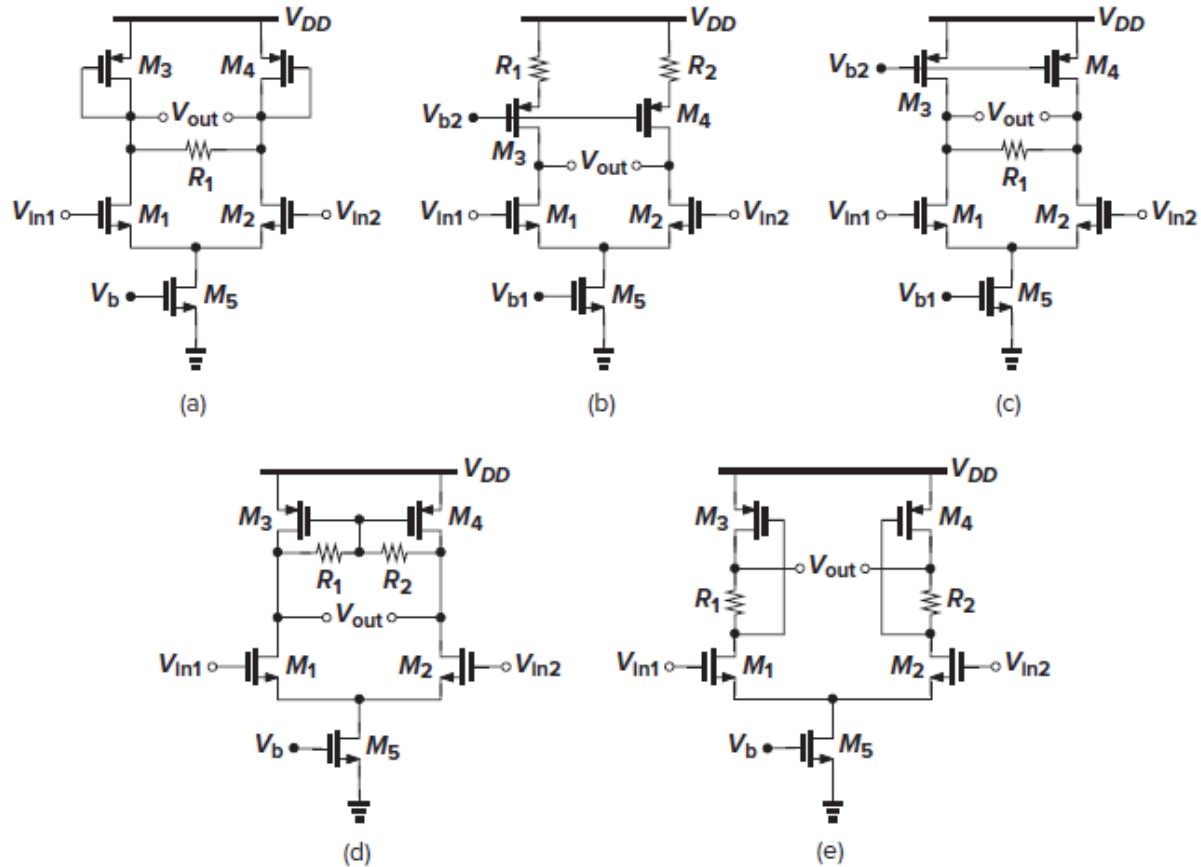 VDD
M3
M4
Vout
R1
Vin1
M1
M2
Vin2
Vb
M5
(a)
VDD
R1
R2
Vb2
M3
M4
Vout
Vin1
M1
M2
Vin2
Vb1
M5
(b)
VDD
Vb2
M3
M4
Vout
R1
Vin1
M1
M2
Vin2
Vb1
M5
(c)
VDD
M3
M4
R1
R2
Vout
Vin1
M1
M2
Vin2
Vb
M5
(d)
VDD
M3
M4
Vout
R1
R2
Vin1
M1
M2
Vin2
Vb
M5
(e)